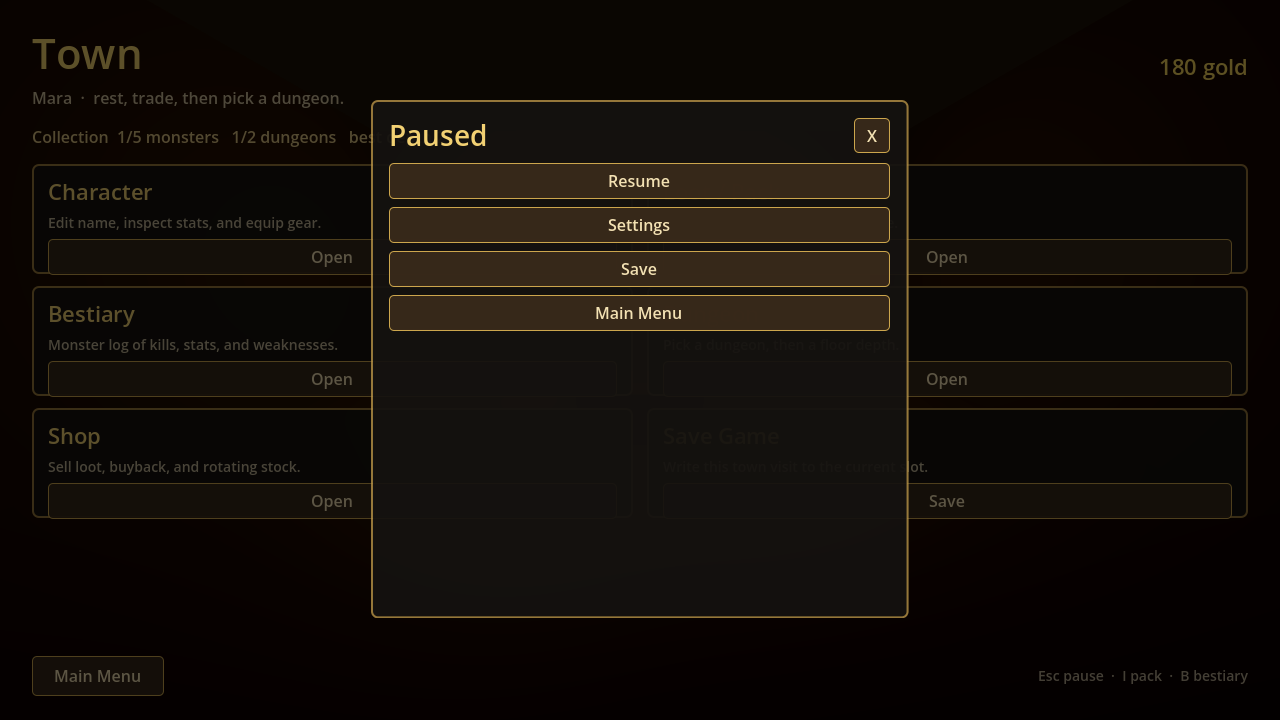 Town
180 gold
Mara · rest, trade, then pick a dungeon.
Collection 1/5 monsters 1/2 dungeons bes
Paused
X
Resume
Settings
Save
Main Menu
Character
Edit name, inspect stats, and equip gear.
Open
Open
Bestiary
Monster log of kills, stats, and weaknesses.
Open
Pick a dungeon, then a floor depth.
Open
Shop
Sell loot, buyback, and rotating stock.
Open
Save Game
Write this town visit to the current slot.
Save
Main Menu
Esc pause · I pack · B bestiary